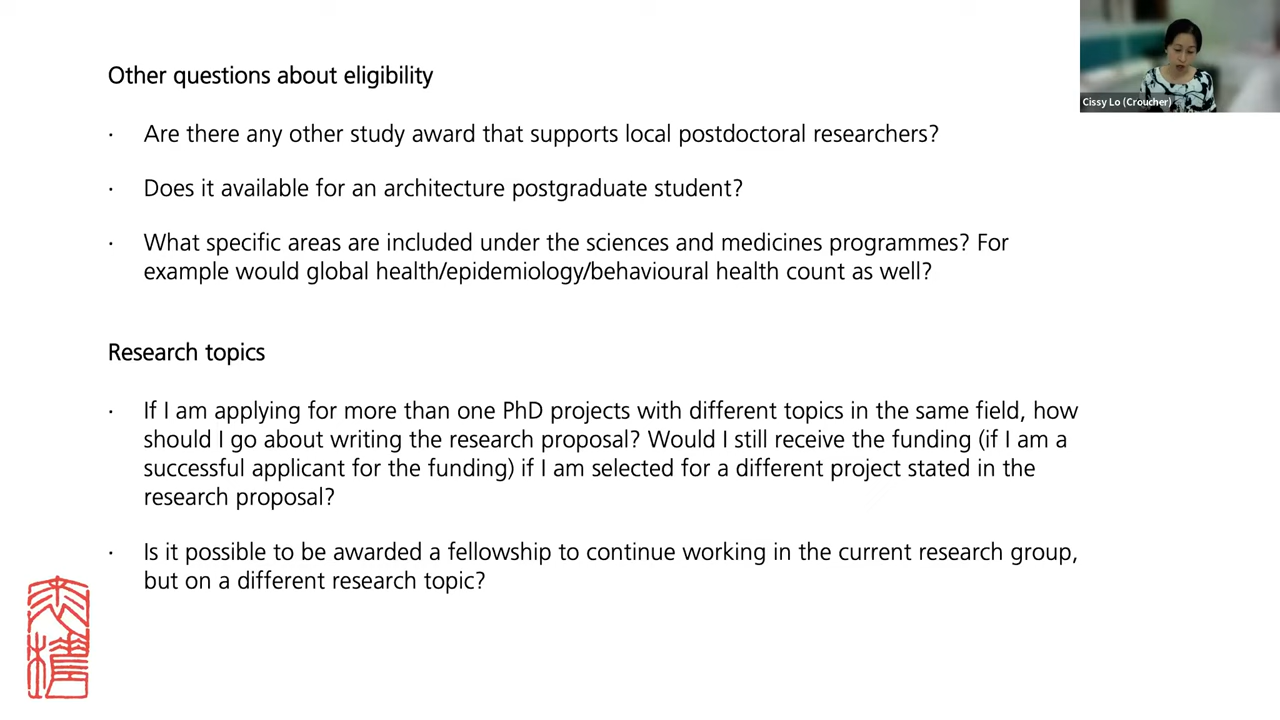 Other questions about eligibility
· Are there any other study award that supports local postdoctoral researchers?
· Does it available for an architecture postgraduate student?
· What specific areas are included under the sciences and medicines programmes? For
example would global health/epidemiology/behavioural health count as well?
Research topics
· If I am applying for more than one PhD projects with different topics in the same field, how
should I go about writing the research proposal? Would I still receive the funding (if I am a
successful applicant for the funding) if I am selected for a different project stated in the
research proposal?
· Is it possible to be awarded a fellowship to continue working in the current research group,
but on a different research topic?
Cissy Lo (Croucher)